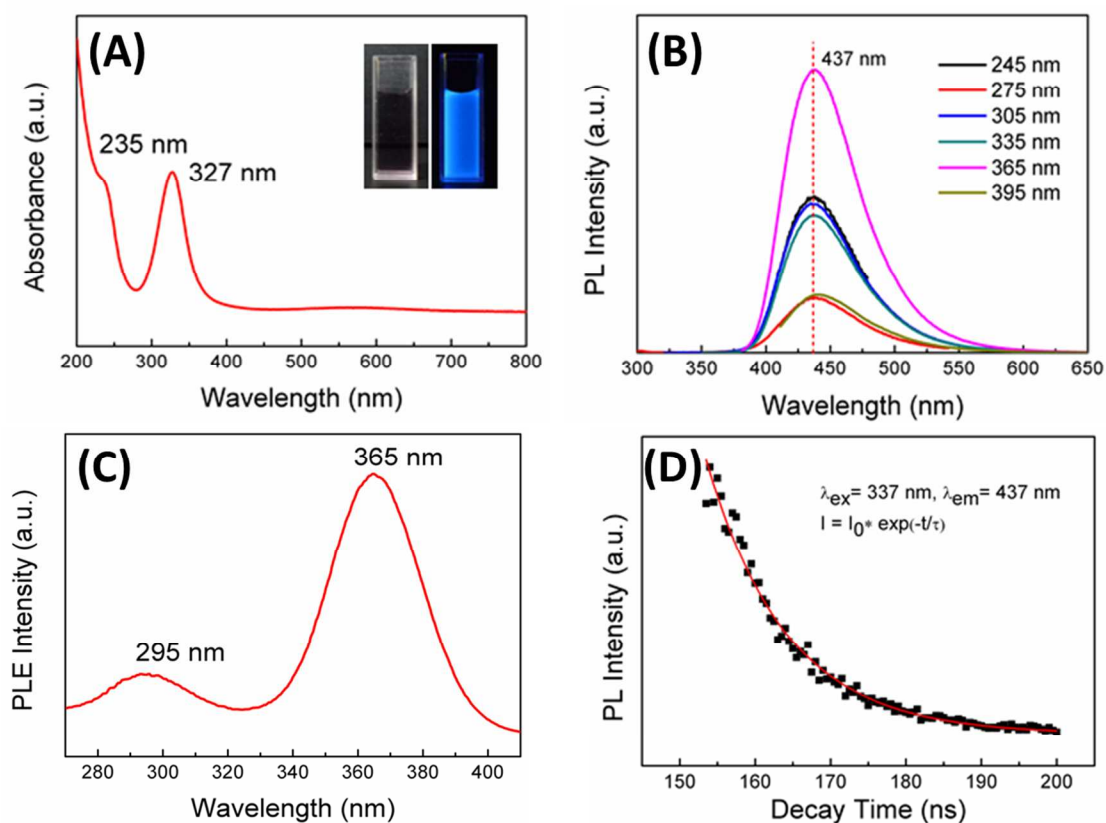 (A)
235 nm
327 nm
Absorbance (a.u.)
200 300 400 500 600 700 800
Wavelength (nm)
(B)
437 nm
245 nm
275 nm
305 nm
335 nm
365 nm
395 nm
PL Intensity (a.u.)
300 350 400 450 500 550 600 650
Wavelength (nm)
(C)
365 nm
295 nm
PLE Intensity (a.u.)
280 300 320 340 360 380 400
Wavelength (nm)
(D)
λex= 337 nm, λem= 437 nm
I = I0* exp(-t/τ)
PL Intensity (a.u.)
150 160 170 180 190 200
Decay Time (ns)